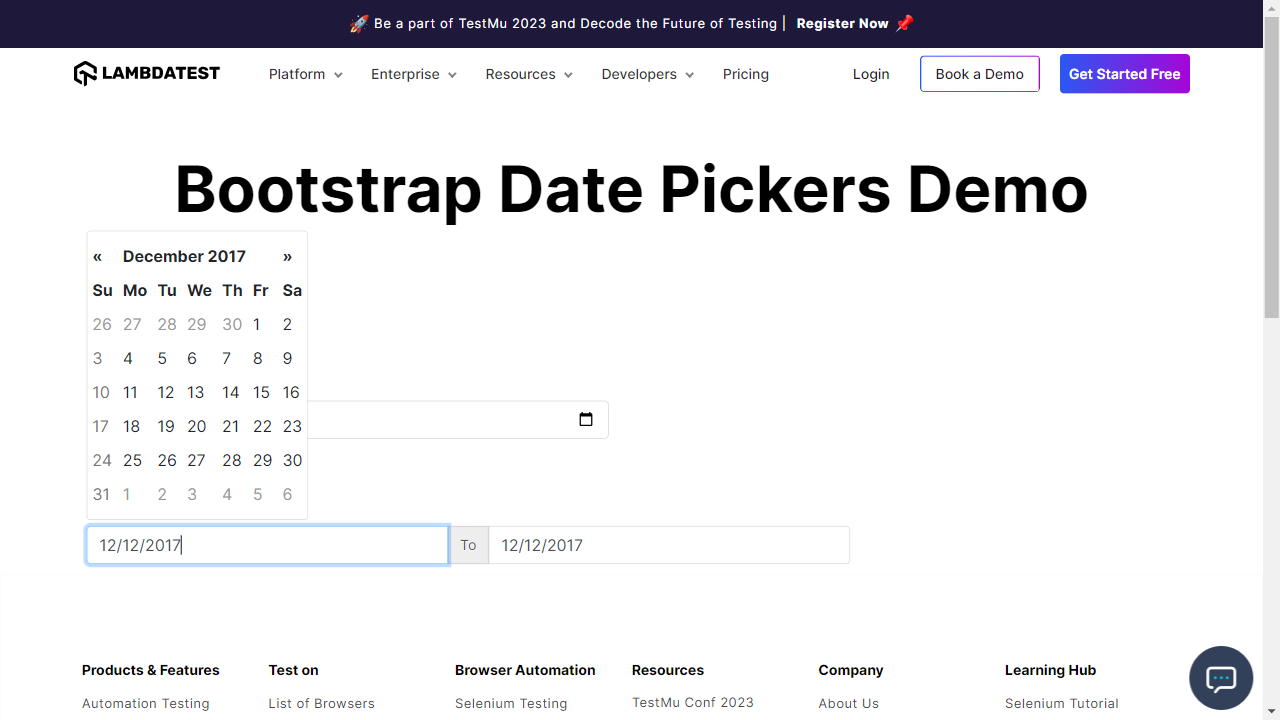 🚀 Be a part of TestMu 2023 and Decode the Future of Testing | Register Now 📌
LAMBDATEST Platform Enterprise Resources Developers Pricing Login Book a Demo Get Started Free
Bootstrap Date Pickers Demo
« December 2017 »
Su Mo Tu We Th Fr Sa
26 27 28 29 30 1 2
3 4 5 6 7 8 9
10 11 12 13 14 15 16
17 18 19 20 21 22 23
24 25 26 27 28 29 30
31 1 2 3 4 5 6
12/12/2017 To 12/12/2017
Products & Features Test on Browser Automation Resources Company Learning Hub
Automation Testing List of Browsers Selenium Testing TestMu Conf 2023 About Us Selenium Tutorial